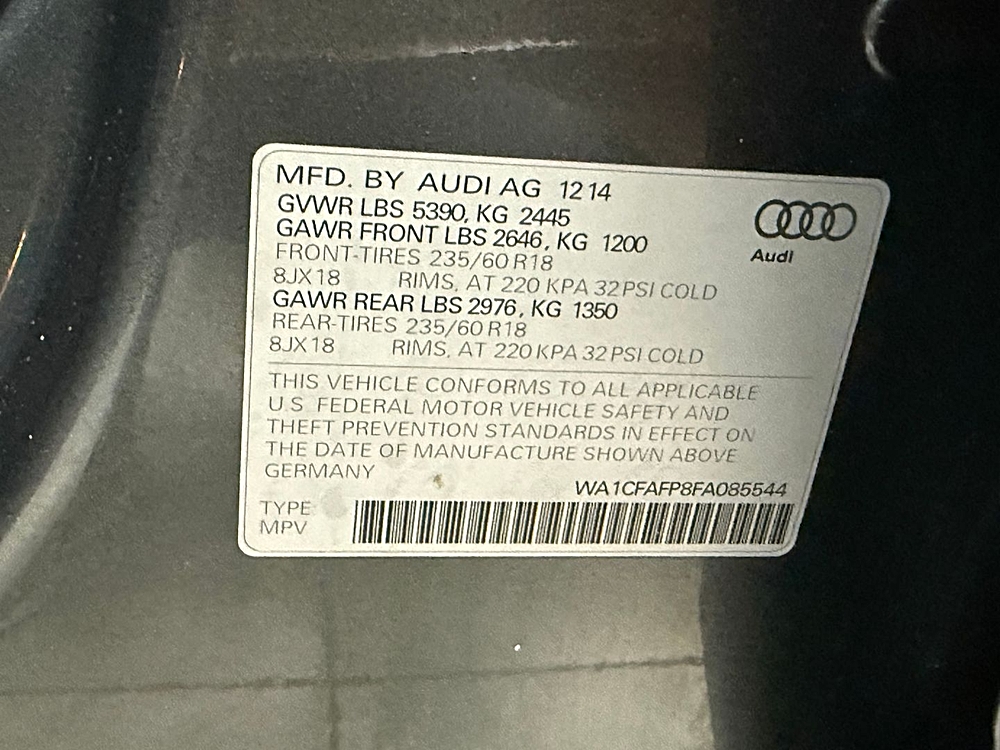 MFD. BY AUDI AG 12 14
GVWR LBS 5390, KG 2445
GAWR FRONT LBS 2646, KG 1200
FRONT-TIRES 235/60 R18
8JX18 RIMS, AT 220 KPA 32 PSI COLD
GAWR REAR LBS 2976, KG 1350
REAR-TIRES 235/60 R18
8JX18 RIMS, AT 220 KPA 32 PSI COLD
Audi
THIS VEHICLE CONFORMS TO ALL APPLICABLE
U.S FEDERAL MOTOR VEHICLE SAFETY AND
THEFT PREVENTION STANDARDS IN EFFECT ON
THE DATE OF MANUFACTURE SHOWN ABOVE
GERMANY
WA1CFAFP8FA085544
TYPE:
MPV